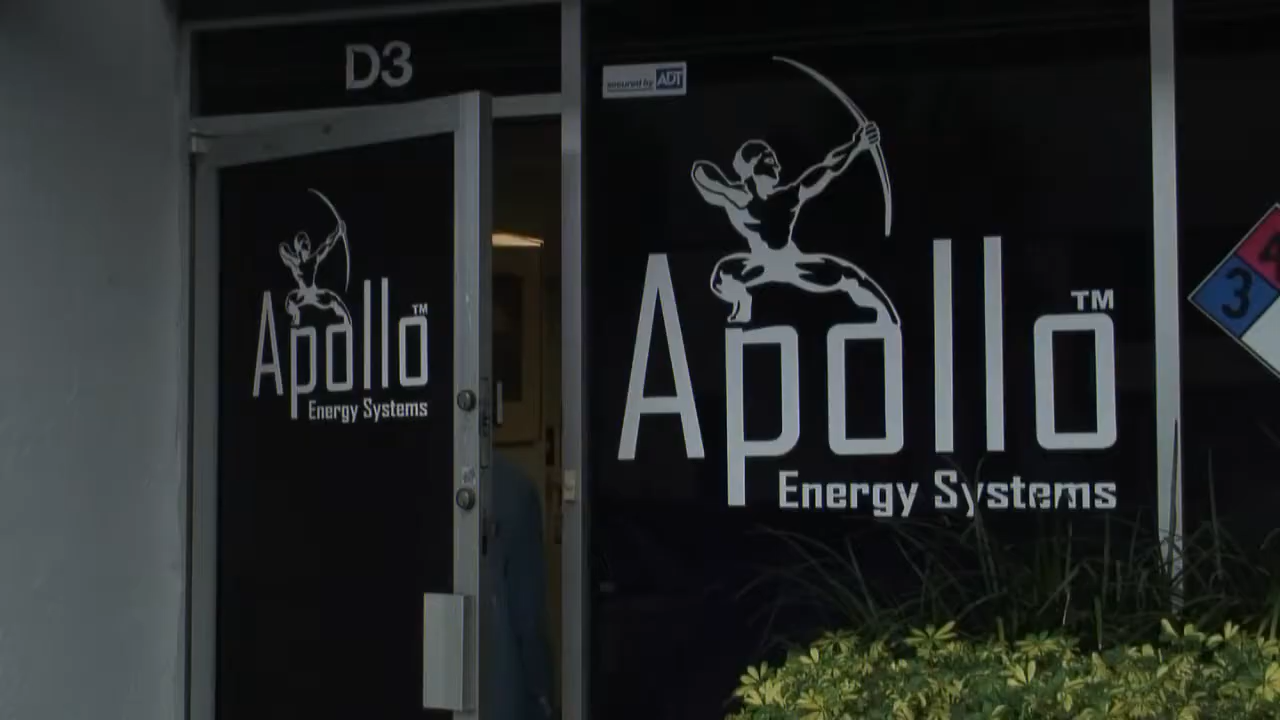 D3
secured by ADT
Apollo™
Energy Systems
Apollo™
Energy Systems
3